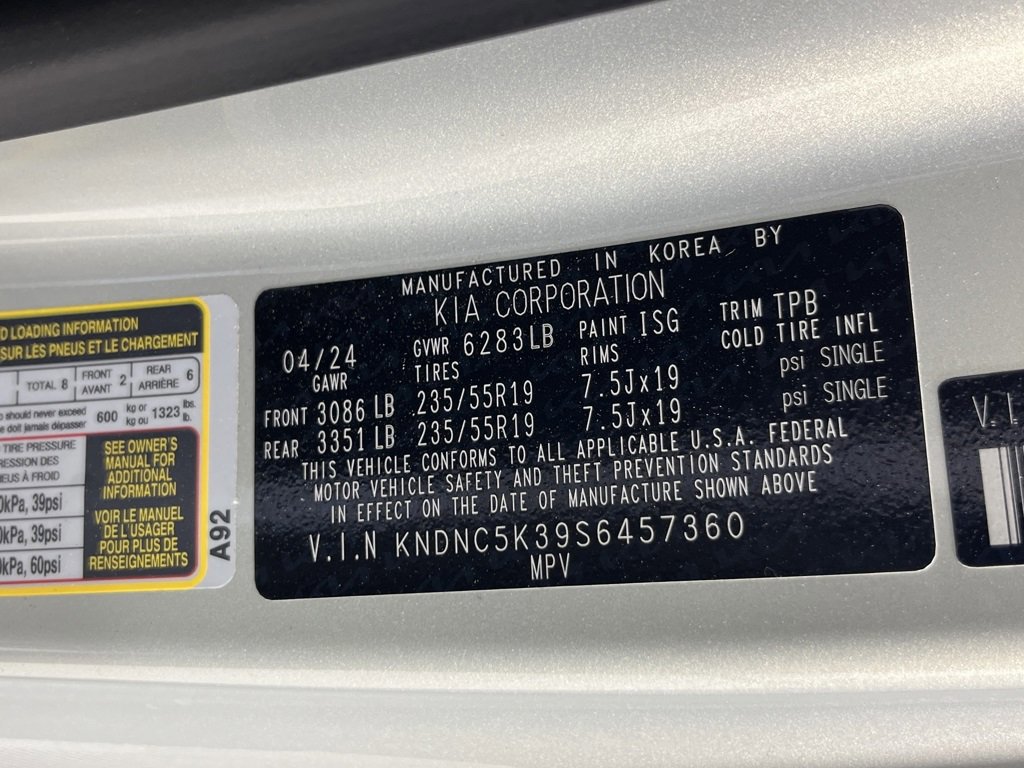 MANUFACTURED IN KOREA BY
KIA CORPORATION
04/24 GVWR 6283LB PAINT ISG TRIM TPB
GAWR TIRES RIMS COLD TIRE INFL
FRONT 3086 LB 235/55R19 7.5Jx19 psi SINGLE
REAR 3351 LB 235/55R19 7.5Jx19 psi SINGLE
THIS VEHICLE CONFORMS TO ALL APPLICABLE U.S.A. FEDERAL
MOTOR VEHICLE SAFETY AND THEFT PREVENTION STANDARDS
IN EFFECT ON THE DATE OF MANUFACTURE SHOWN ABOVE
V.I.N KNDNC5K39S6457360
MPV
LOADING INFORMATION
SUR LES PNEUS ET LE CHARGEMENT
TOTAL 8 FRONT AVANT 2 REAR ARRIÈRE 6
should never exceed 600 kg or 1323 lbs.
doit jamais dépasser kg ou lb.
TIRE PRESSURE
DES
À FROID
kPa, 39psi
kPa, 39psi
kPa, 60psi
SEE OWNER'S
MANUAL FOR
ADDITIONAL
INFORMATION
VOIR LE MANUEL
DE L'USAGER
POUR PLUS DE
RENSEIGNEMENTS
A92
V.I